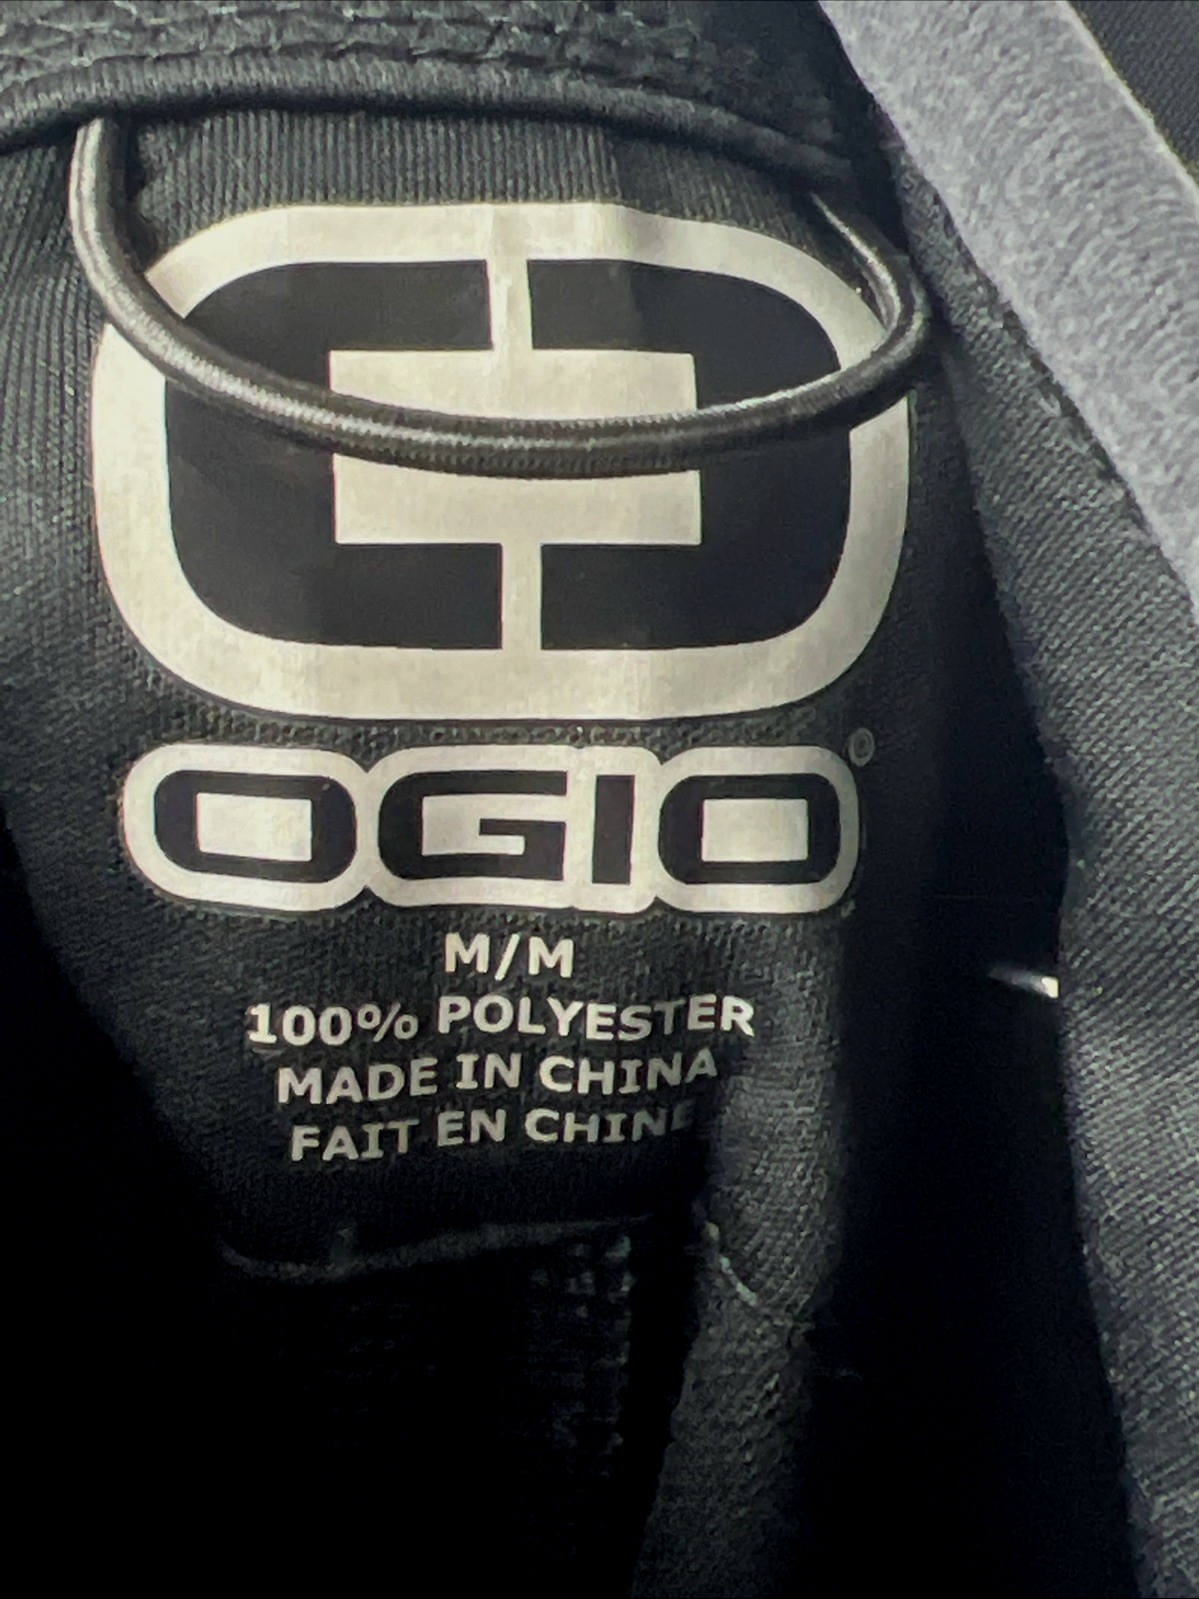 OGIO®
M/M
100% POLYESTER
MADE IN CHINA
FAIT EN CHINE